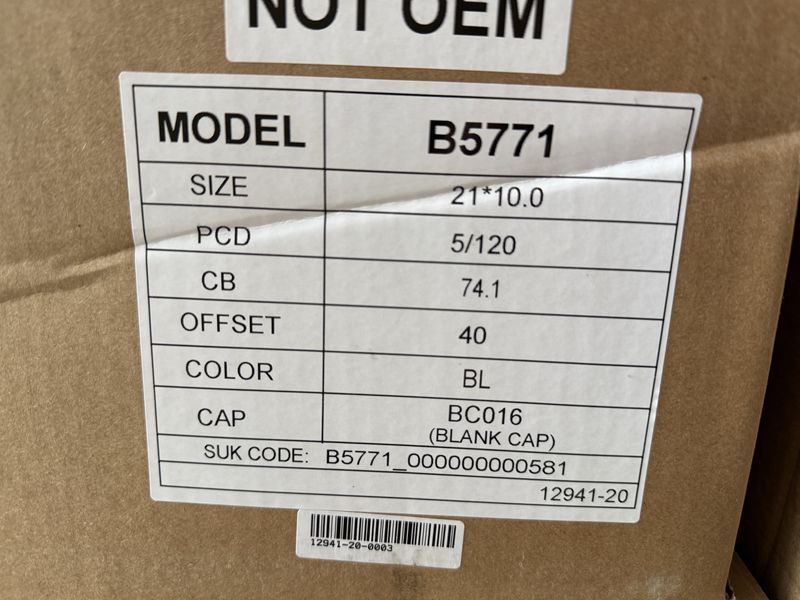 NOT OEM
MODEL B5771
SIZE 21*10.0
PCD 5/120
CB 74.1
OFFSET 40
COLOR BL
CAP BC016
(BLANK CAP)
SUK CODE: B5771_000000000581
12941-20
12941-20-0003